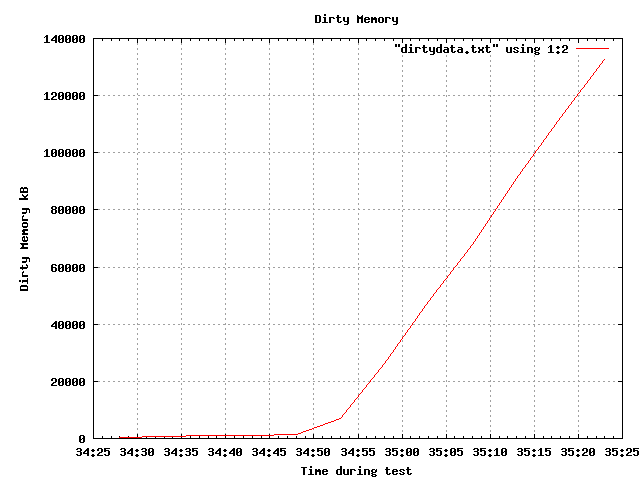 Dirty Memory
"dirtydata.txt" using 1:2
140000
120000
100000
80000
60000
40000
20000
0
Dirty Memory kB
34:25 34:30 34:35 34:40 34:45 34:50 34:55 35:00 35:05 35:10 35:15 35:20 35:25
Time during test